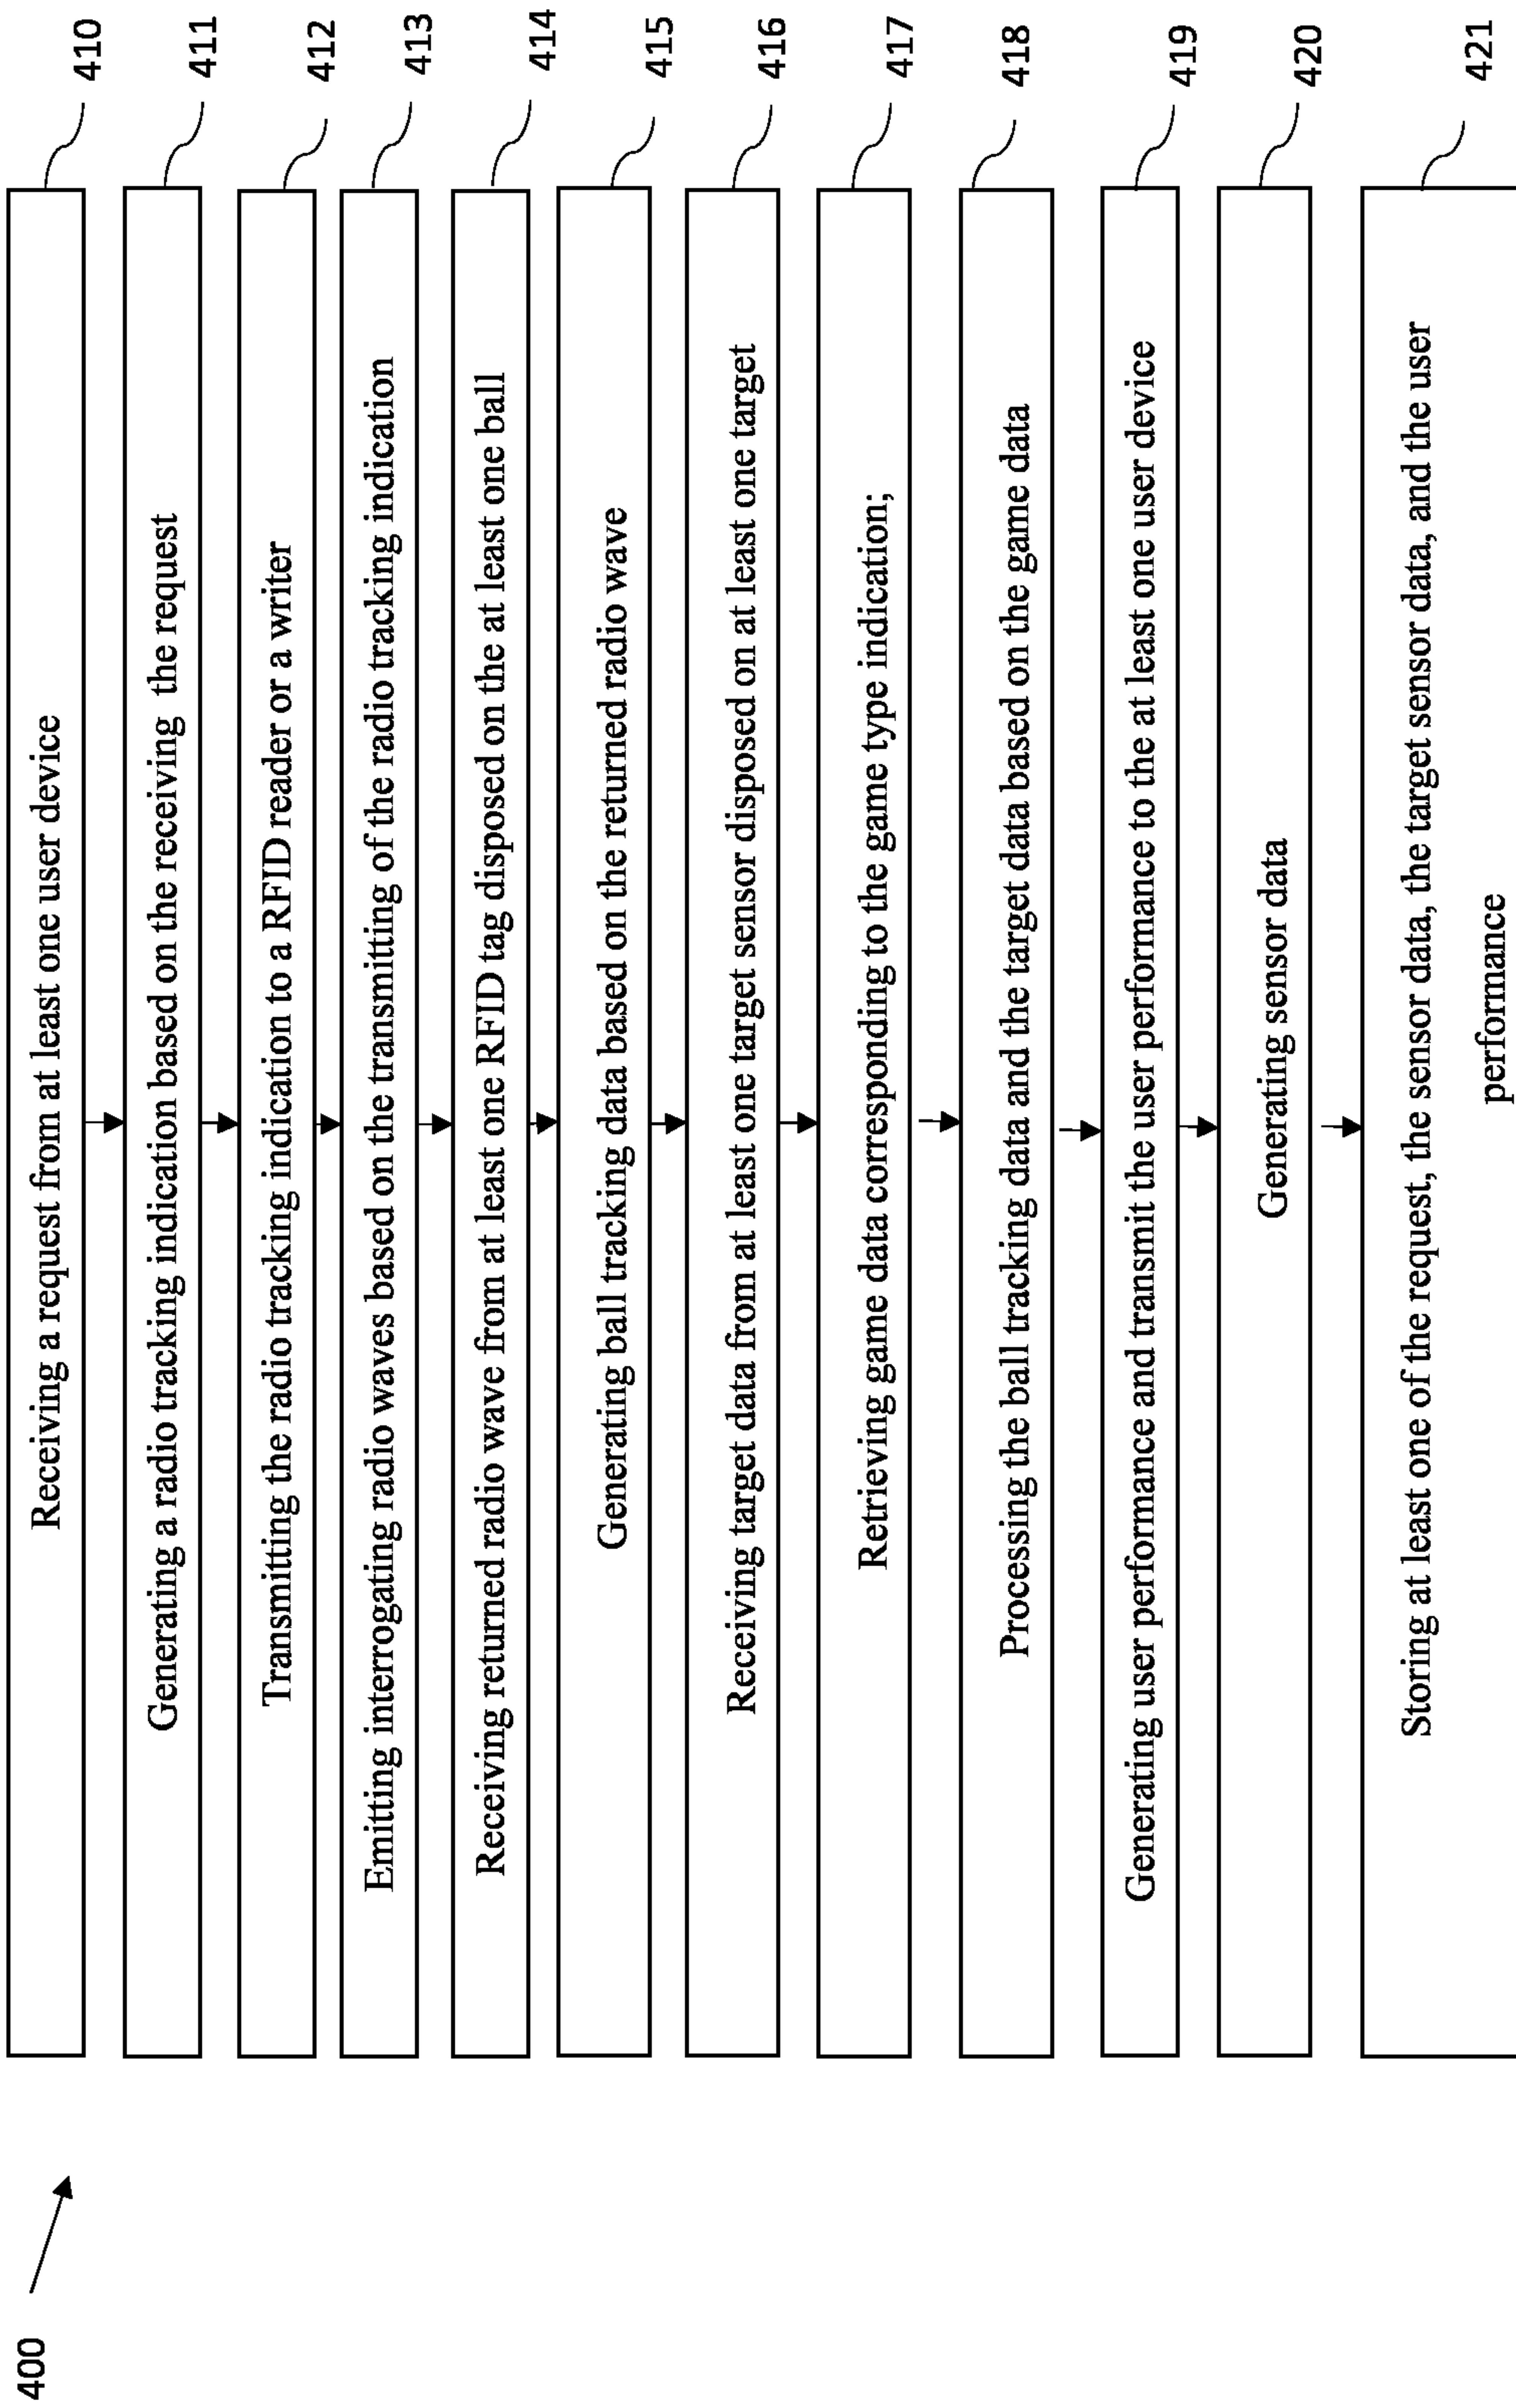 400
Receiving a request from at least one user device
410
Generating a radio tracking indication based on the receiving the request
411
Transmitting the radio tracking indication to a RFID reader or a writer
412
Emitting interrogating radio waves based on the transmitting of the radio tracking indication
413
Receiving returned radio wave from at least one RFID tag disposed on the at least one ball
414
Generating ball tracking data based on the returned radio wave
415
Receiving target data from at least one target sensor disposed on at least one target
416
Retrieving game data corresponding to the game type indication;
417
Processing the ball tracking data and the target data based on the game data
418
Generating user performance and transmit the user performance to the at least one user device
419
Generating sensor data
420
Storing at least one of the request, the sensor data, the target sensor data, and the user
performance
421